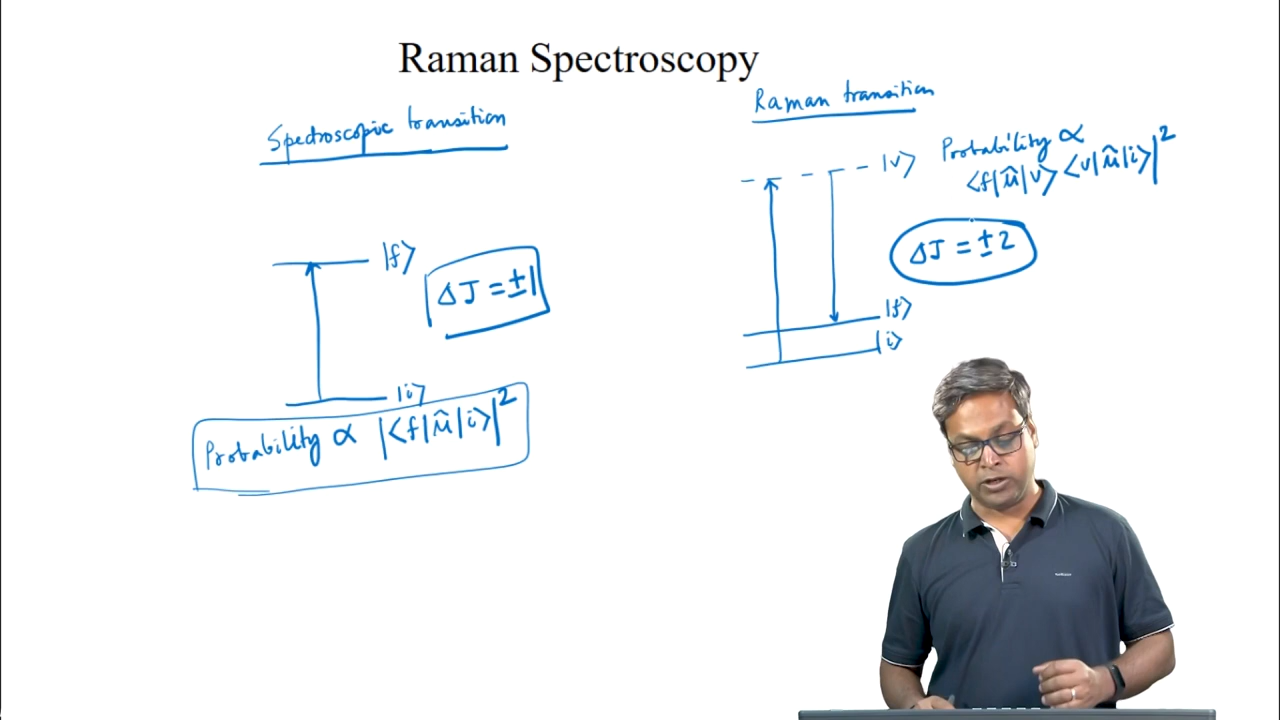 Raman Spectroscopy
Spectroscopic transition
|f>
ΔJ = ±1
|i>
Probability ∝ |<f|μ̂|i>|²
Raman transition
|v>
Probability ∝
<f|μ̂|v> <v|μ̂|i>|²
ΔJ = ±2
|f>
|i>